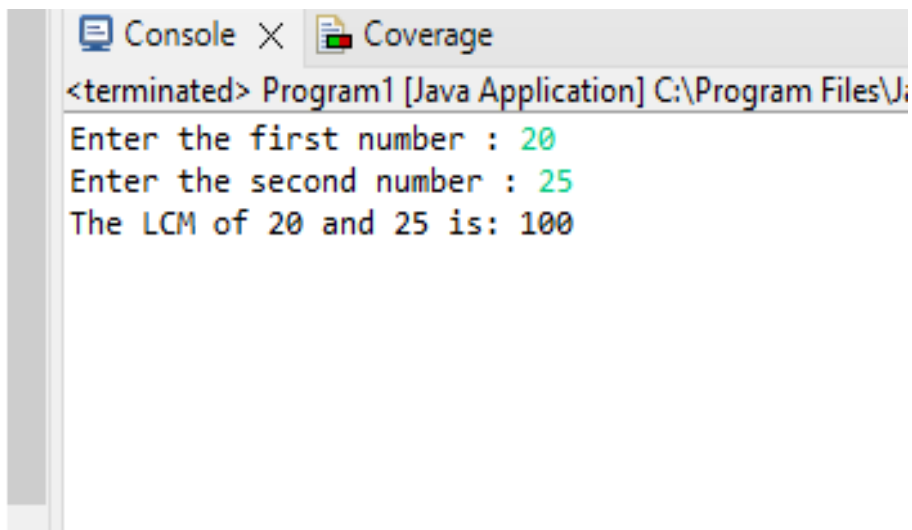 Console Coverage
<terminated> Program1 [Java Application] C:\Program Files\
Enter the first number : 20
Enter the second number : 25
The LCM of 20 and 25 is: 100